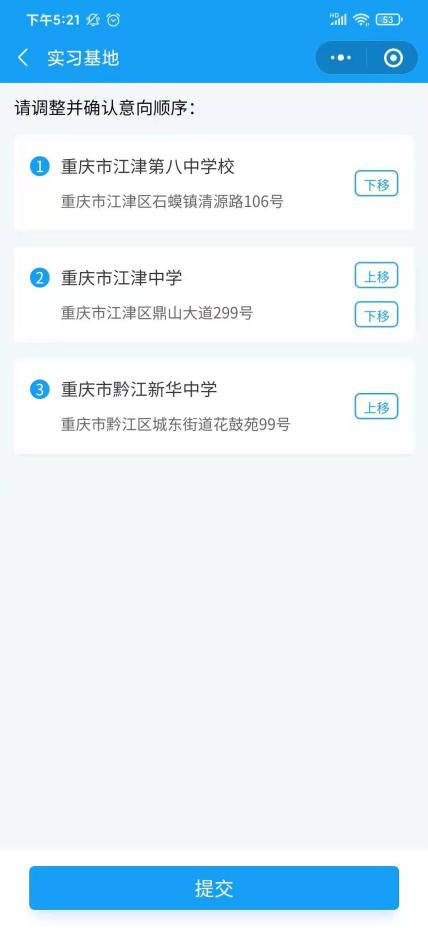 下午5:21
HD
53
实习基地
请调整并确认意向顺序：
1 重庆市江津第八中学校
重庆市江津区石蟆镇清源路106号
下移
2 重庆市江津中学
重庆市江津区鼎山大道299号
上移
下移
3 重庆市黔江新华中学
重庆市黔江区城东街道花鼓苑99号
上移
提交